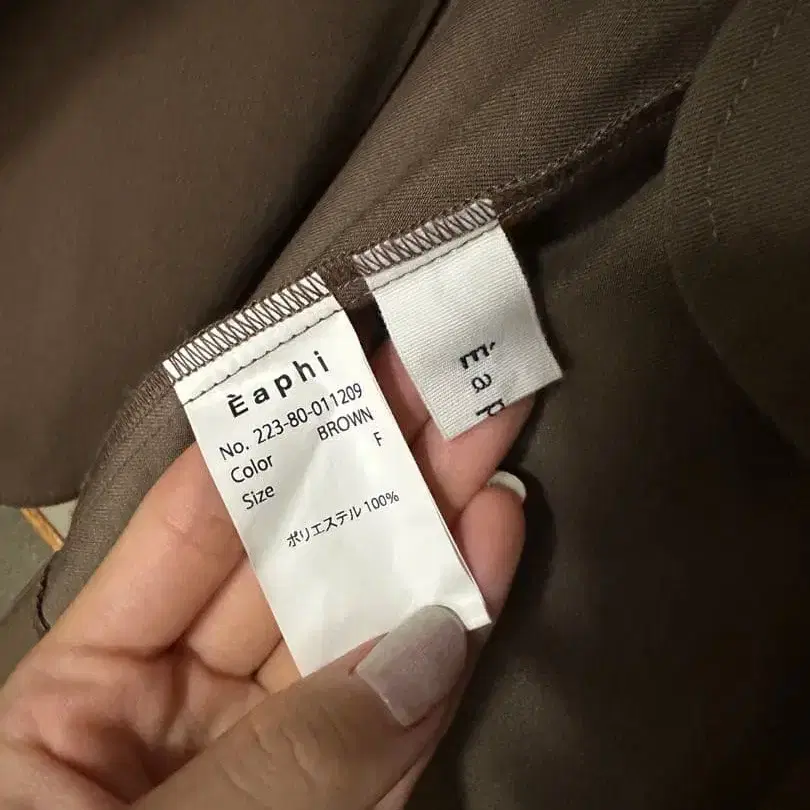 Èaphi
No. 223-80-011209
Color BROWN
Size F
ポリエステル 100%
É a p